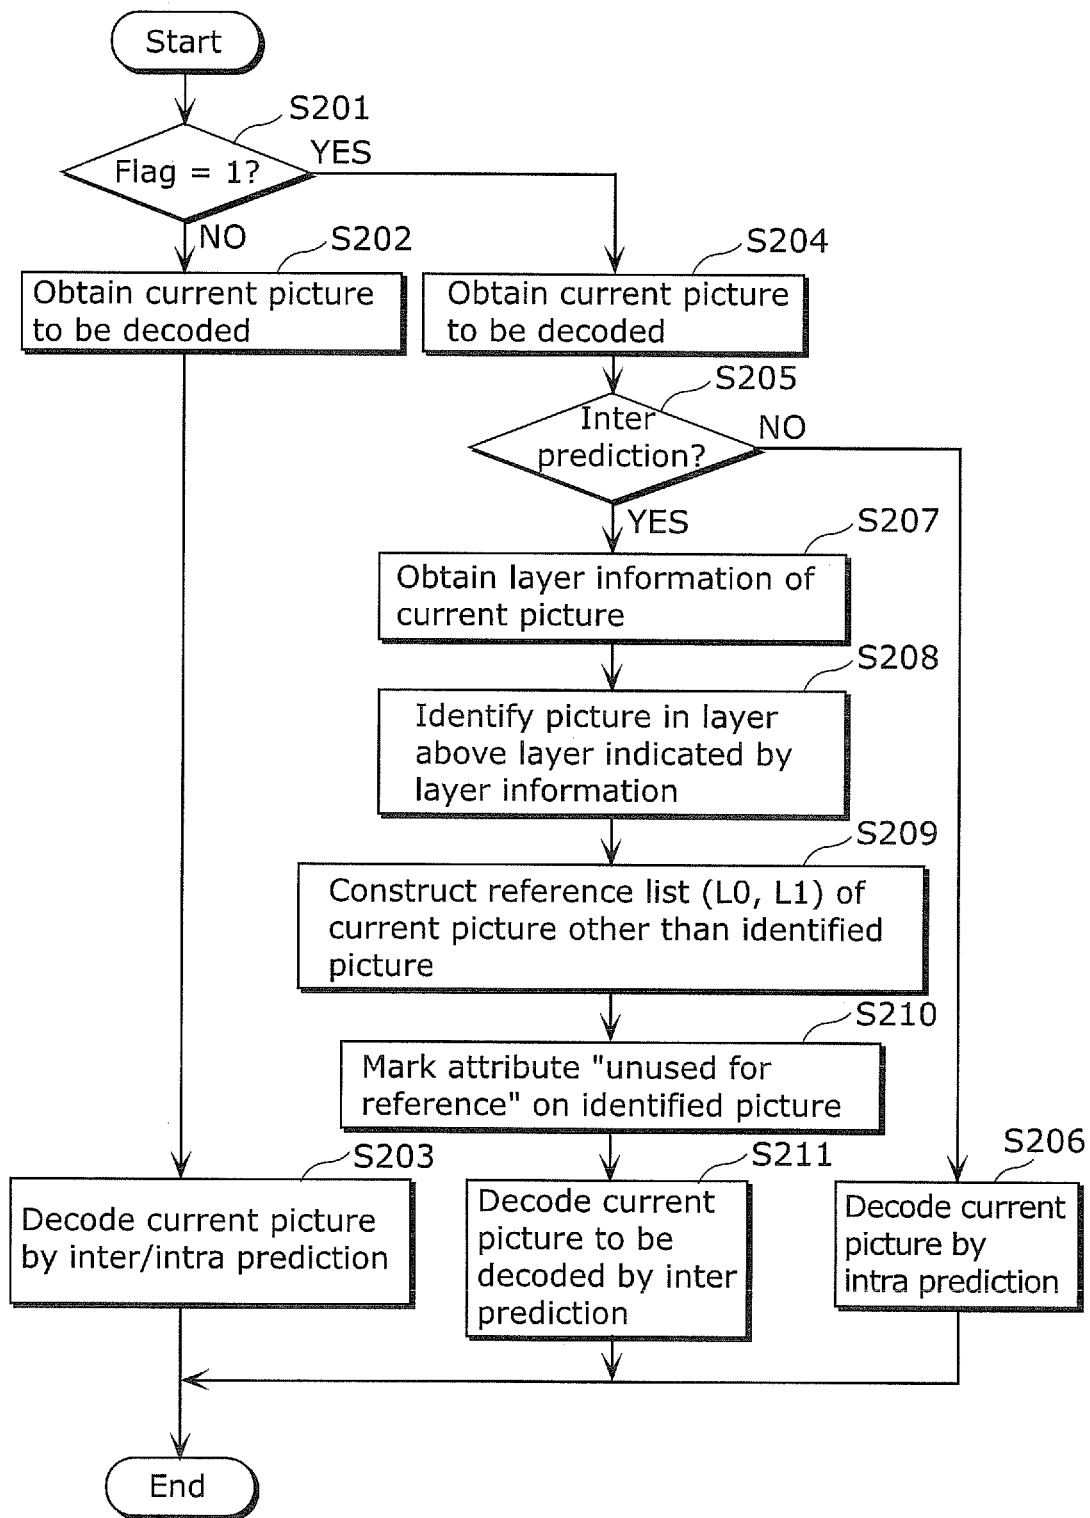 Start
S201
Flag = 1?
YES
NO
S202
Obtain current picture
to be decoded
S204
Obtain current picture
to be decoded
S205
Inter
prediction?
NO
YES
S207
Obtain layer information of
current picture
S208
Identify picture in layer
above layer indicated by
layer information
S209
Construct reference list (L0, L1) of
current picture other than identified
picture
S210
Mark attribute "unused for
reference" on identified picture
S203
Decode current picture
by inter/intra prediction
S211
Decode current
picture to be
decoded by inter
prediction
S206
Decode current
picture by
intra prediction
End